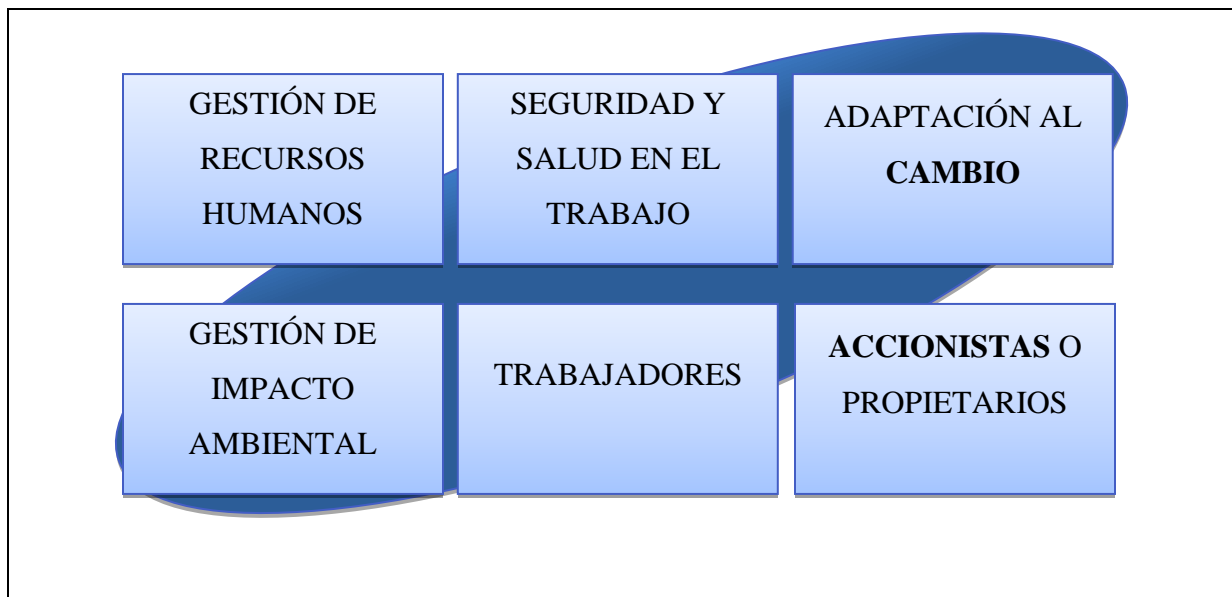 GESTIÓN DE
RECURSOS
HUMANOS
SEGURIDAD Y
SALUD EN EL
TRABAJO
ADAPTACIÓN AL
CAMBIO
GESTIÓN DE
IMPACTO
AMBIENTAL
TRABAJADORES
ACCIONISTAS O
PROPIETARIOS